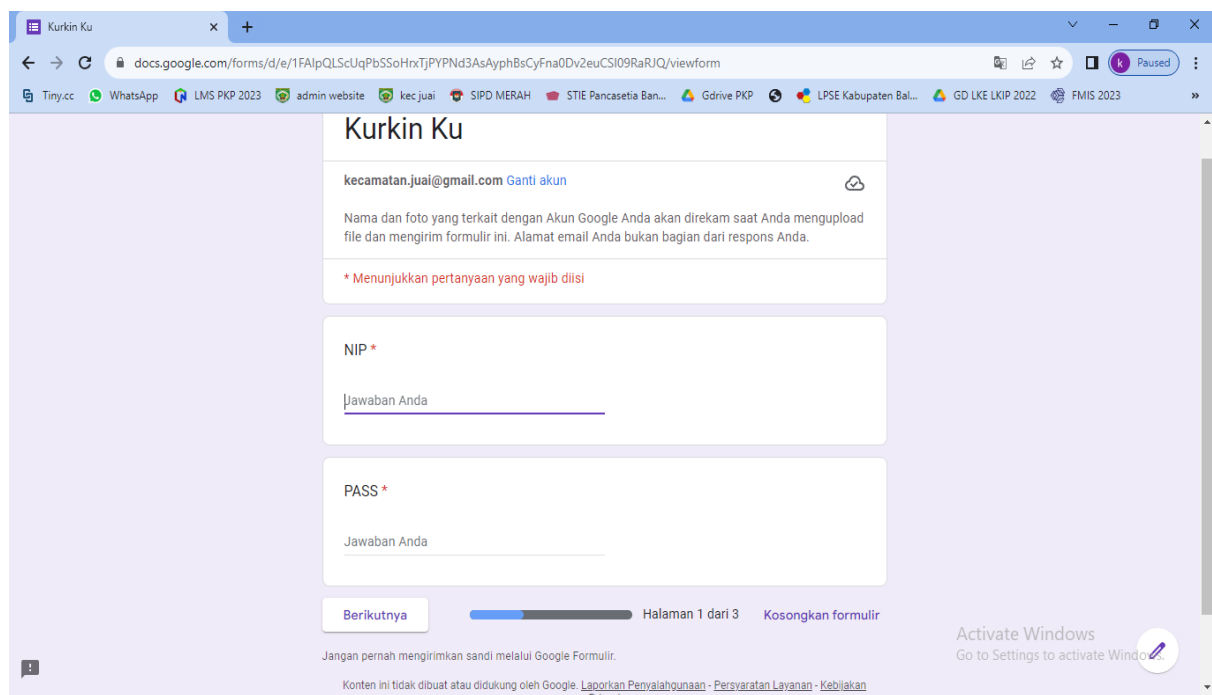 Kurkin Ku
docs.google.com/forms/d/e/1FAIpQLScUqPbSSoHrxTjPYPNd3AsAyphBsCyFna0Dv2euCSI09RaRJQ/viewform
k Paused
Tiny.cc WhatsApp LMS PKP 2023 admin website kec juai SIPD MERAH STIE Pancasetia Ban... Gdrive PKP LPSE Kabupaten Bal... GD LKE LKIP 2022 FMIS 2023 »
Kurkin Ku
kecamatan.juai@gmail.com Ganti akun
Nama dan foto yang terkait dengan Akun Google Anda akan direkam saat Anda mengupload
file dan mengirim formulir ini. Alamat email Anda bukan bagian dari respons Anda.
* Menunjukkan pertanyaan yang wajib diisi
NIP *
Jawaban Anda
PASS *
Jawaban Anda
Berikutnya Halaman 1 dari 3 Kosongkan formulir
Activate Windows
Go to Settings to activate Windows.
Jangan pernah mengirimkan sandi melalui Google Formulir.
Konten ini tidak dibuat atau didukung oleh Google. Laporkan Penyalahgunaan - Persyaratan Layanan - Kebijakan